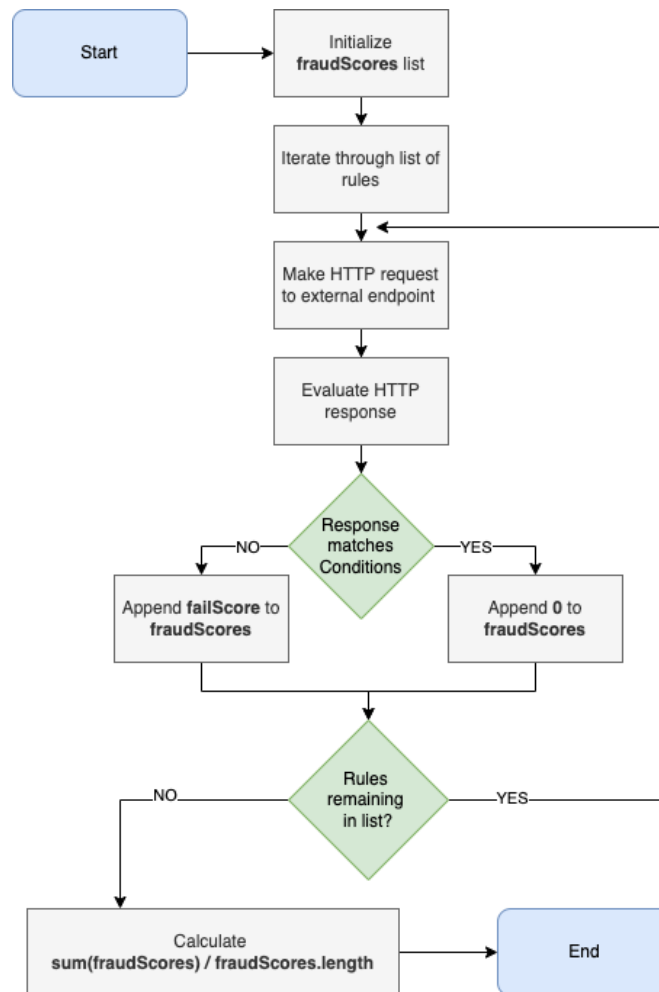 Start
Initialize
fraudScores list
Iterate through list of
rules
Make HTTP request
to external endpoint
Evaluate HTTP
response
Response
matches
Conditions
NO
YES
Append failScore to
fraudScores
Append 0 to
fraudScores
Rules
remaining
in list?
NO
YES
Calculate
sum(fraudScores) / fraudScores.length
End